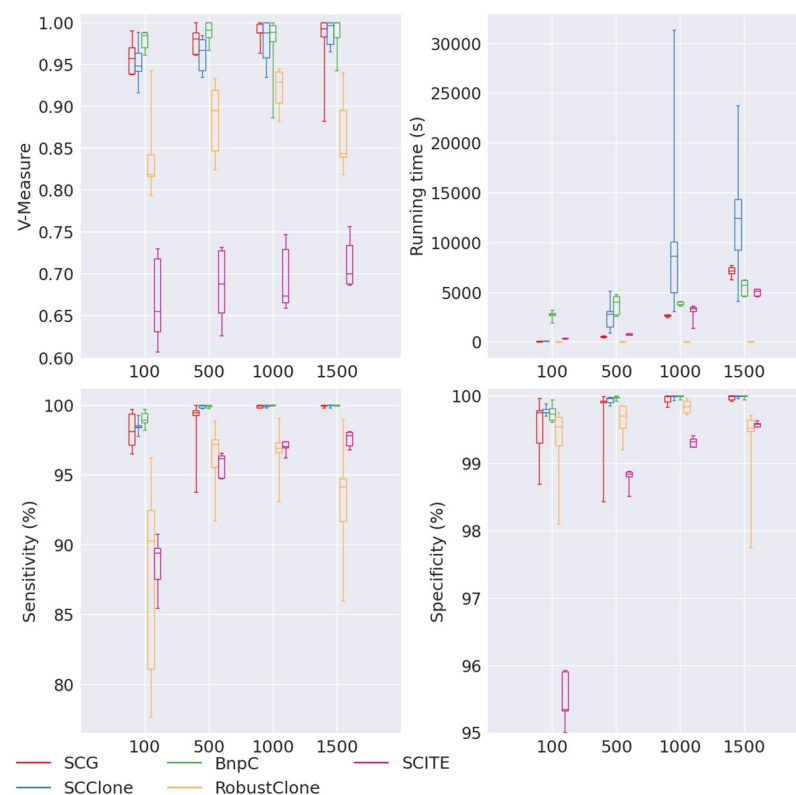 1.00
0.95
0.90
0.85
0.80
0.75
0.70
0.65
0.60
V-Measure
100 500 1000 1500
30000
25000
20000
15000
10000
5000
0
Running time (s)
100 500 1000 1500
100
95
90
85
80
Sensitivity (%)
100 500 1000 1500
100
99
98
97
96
95
Specificity (%)
100 500 1000 1500
SCG BnpC SCITE
SCClone RobustClone